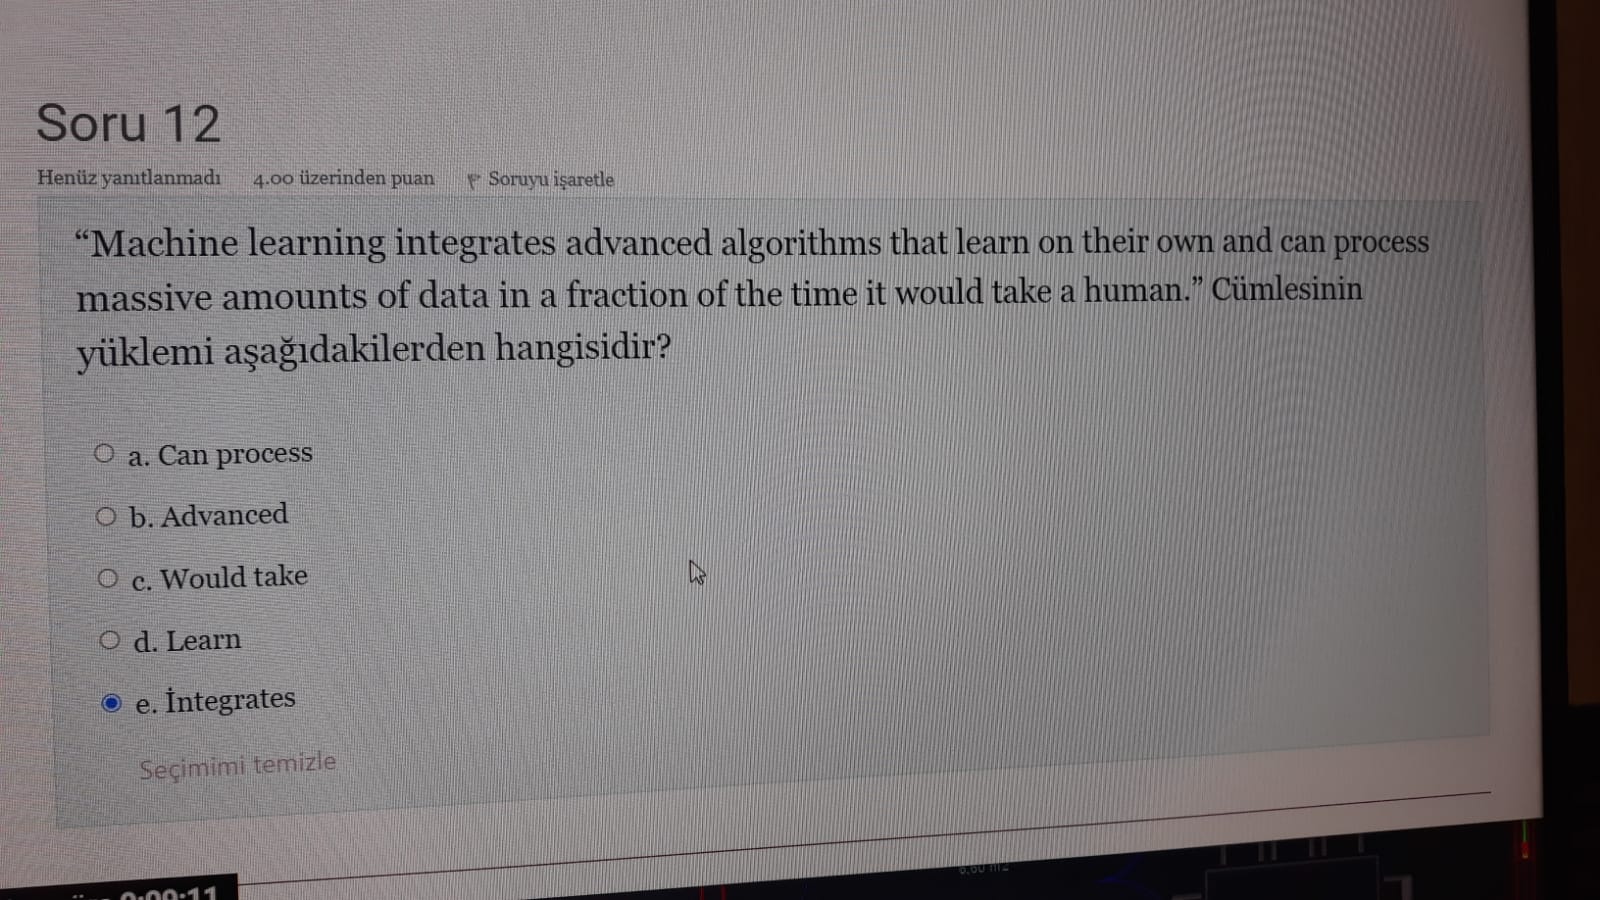 Soru 12
Henüz yanıtlanmadı 4.00 üzerinden puan Soruyu işaretle
“Machine learning integrates advanced algorithms that learn on their own and can process
massive amounts of data in a fraction of the time it would take a human.” Cümlesinin
yüklemi aşağıdakilerden hangisidir?
a. Can process
b. Advanced
c. Would take
d. Learn
e. İntegrates
Seçimimi temizle
0:00:11